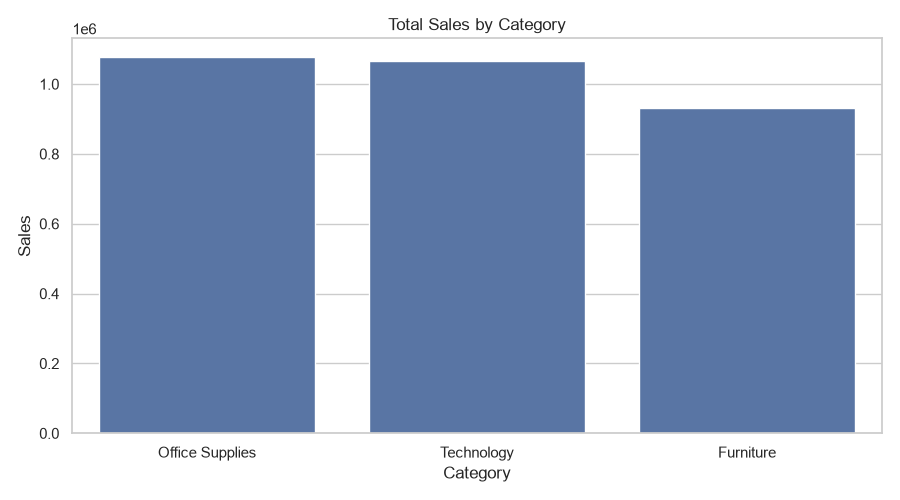 Total Sales by Category
1e6
1.0
0.8
0.6
0.4
0.2
0.0
Sales
Office Supplies
Technology
Furniture
Category